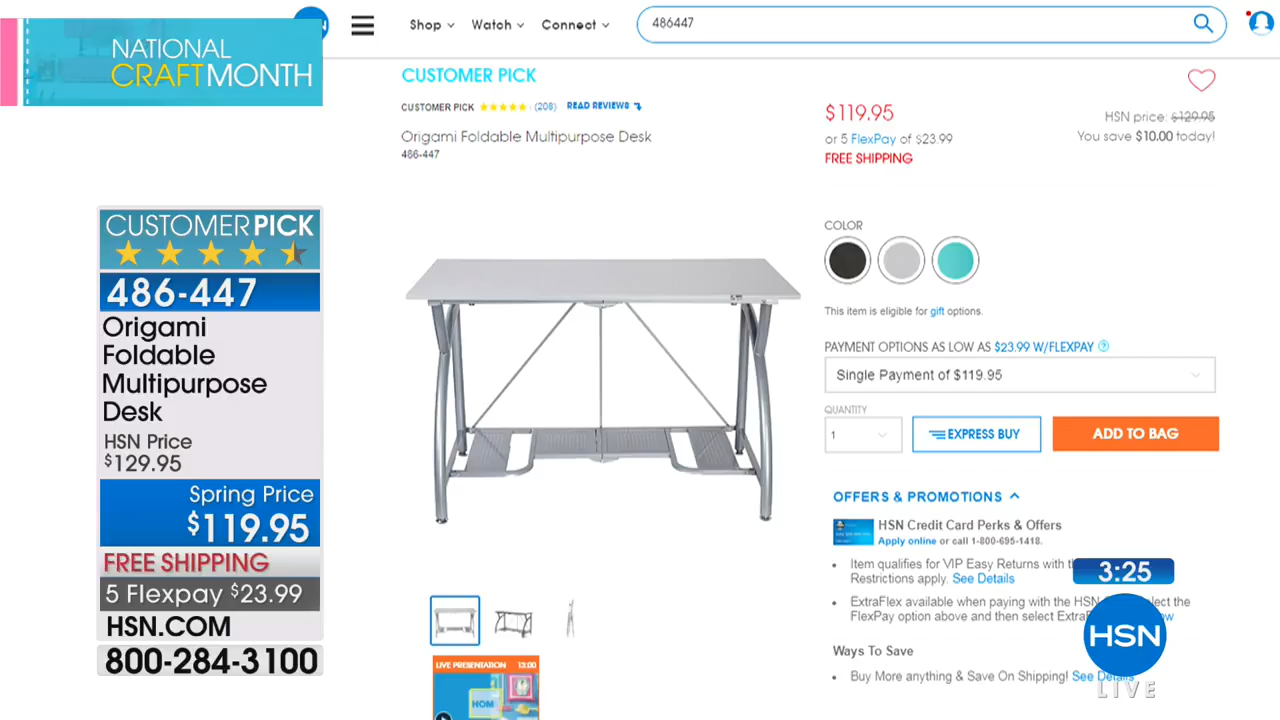 NATIONAL
CRAFTMONTH
CUSTOMERPICK
486-447
Origami
Foldable
Multipurpose
Desk
HSN Price
$129.95
Spring Price
$119.95
FREE SHIPPING
5 Flexpay $23.99
HSN.COM
800-284-3100
Shop
Watch
Connect
486447
CUSTOMER PICK
CUSTOMER PICK (208) READ REVIEWS
Origami Foldable Multipurpose Desk
486-447
$119.95
or 5 FlexPay of $23.99
FREE SHIPPING
HSN price: $129.95
You save $10.00 today!
COLOR
This item is eligible for gift options.
PAYMENT OPTIONS AS LOW AS $23.99 W/FLEXPAY ?
Single Payment of $119.95
QUANTITY
1
EXPRESS BUY
ADD TO BAG
OFFERS & PROMOTIONS
HSN Credit Card Perks & Offers
Apply online or call 1-800-695-1418.
Item qualifies for VIP Easy Returns with
Restrictions apply. See Details
ExtraFlex available when paying with the HSN the
FlexPay option above and then select
Ways To Save
Buy More anything & Save On Shipping! See Details
LIVE PRESENTATION 13:00
HOM
3:25
HSN
LIVE